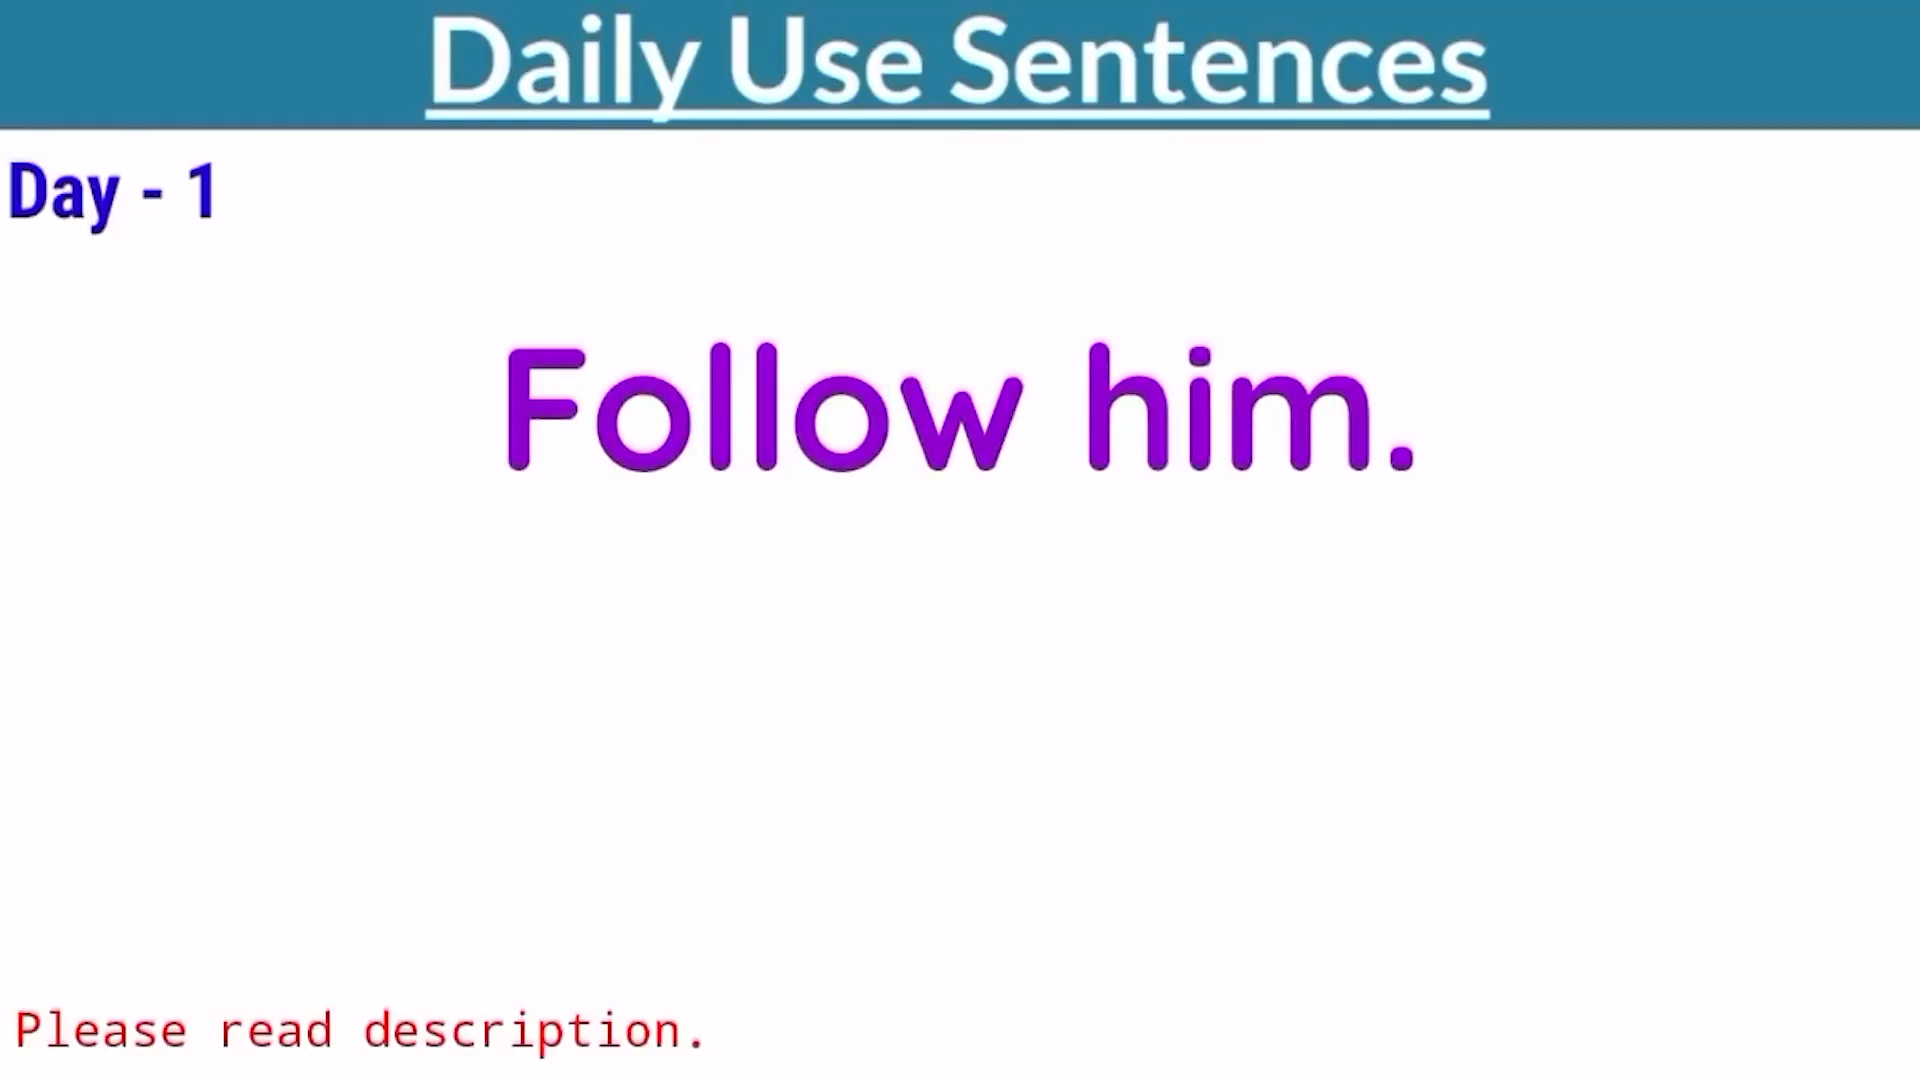 Daily Use Sentences
Day - 1
Follow him.
Please read description.